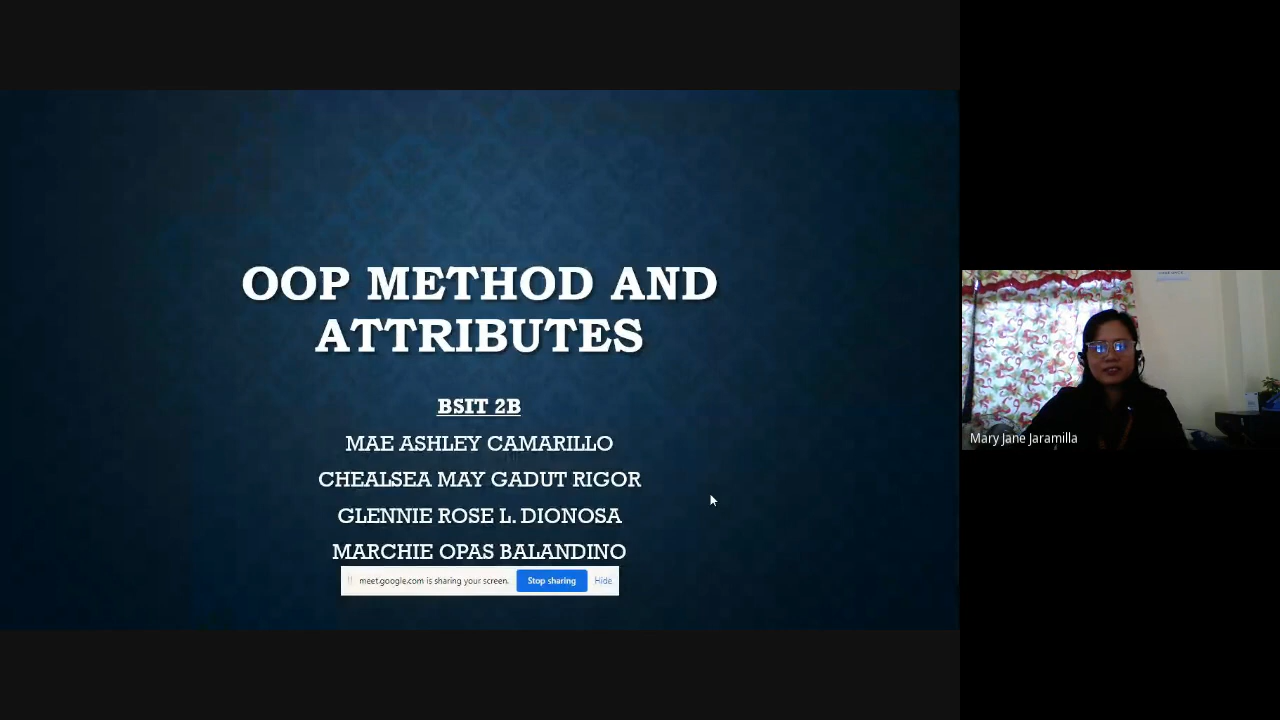 OOP METHOD AND
ATTRIBUTES
BSIT 2B
MAE ASHLEY CAMARILLO
CHEALSEA MAY GADUT RIGOR
GLENNIE ROSE L. DIONOSA
MARCHIE OPAS BALANDINO
meet.google.com is sharing your screen.
Stop sharing
Hide
Mary Jane Jaramilla